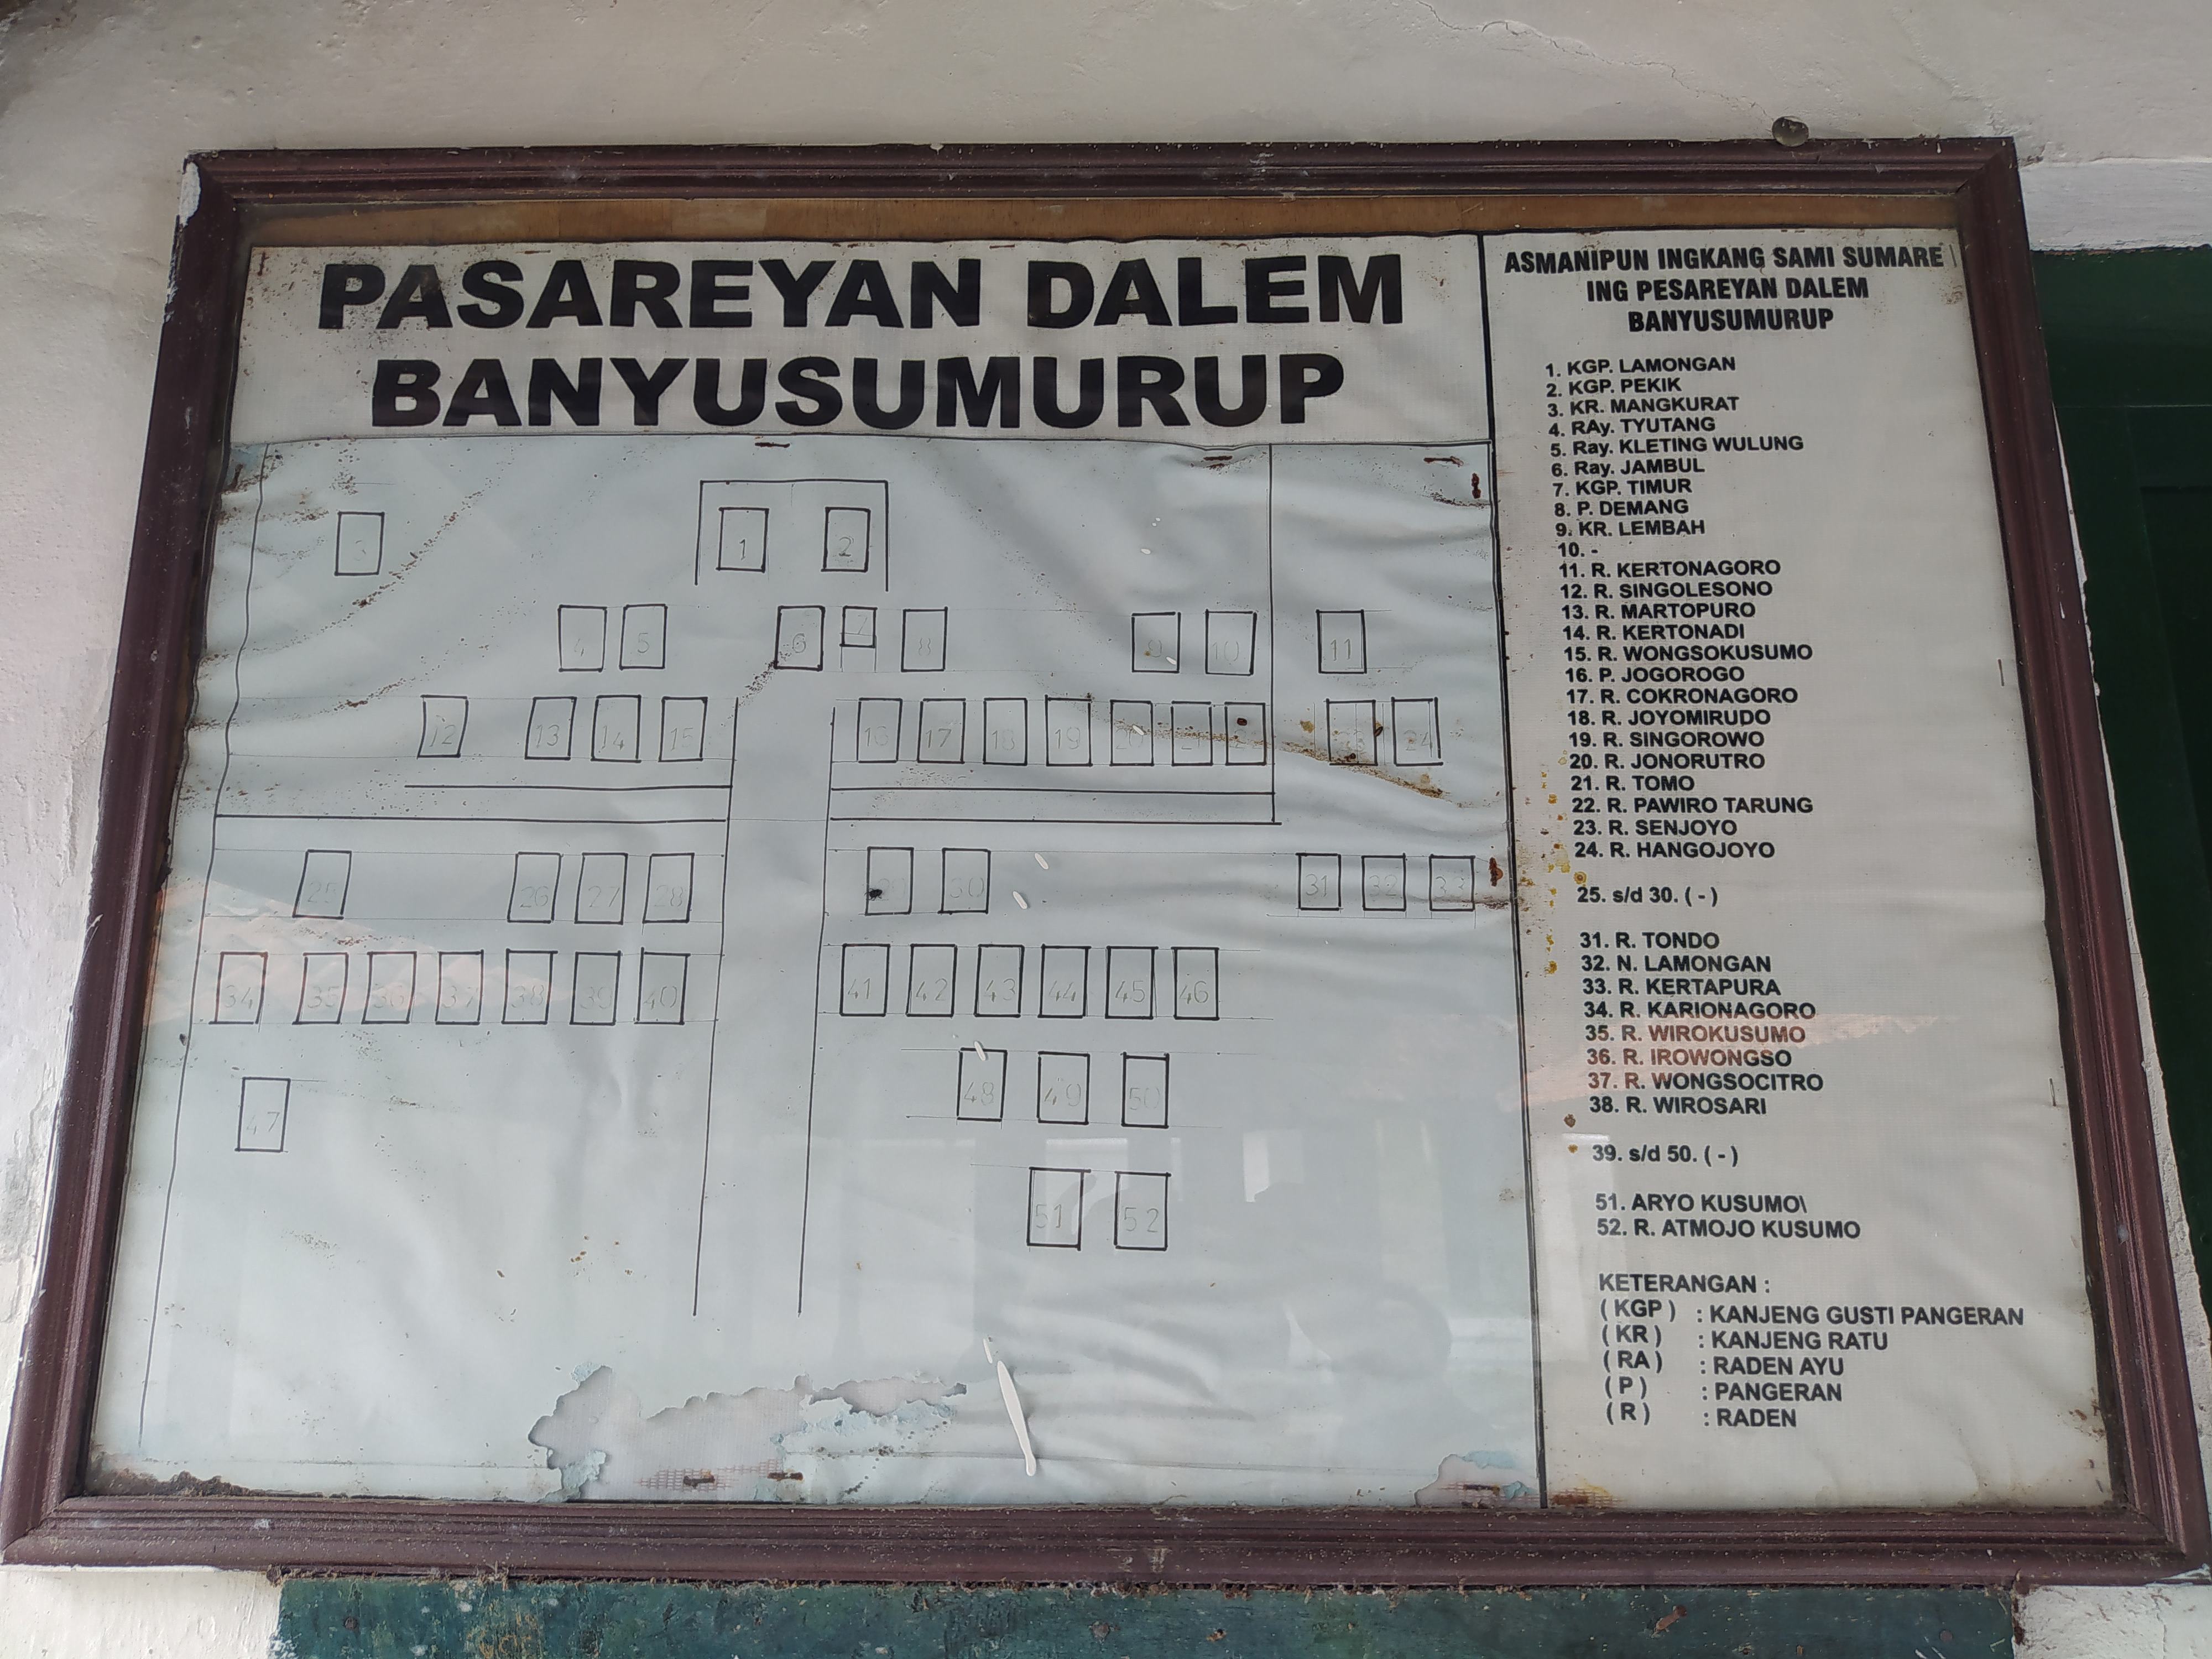 PASAREYAN DALEM
BANYUSUMURUP
3
1 2
4 5 6 7 8 9 10 11
12 13 14 15 16 17 18 19 20 21 24
26 27 28 30 31 32 33
34 35 36 37 38 39 40 41 42 43 44 45 46
47 48 49 50
51 52
ASMANIPUN INGKANG SAMI SUMARE
ING PESAREYAN DALEM
BANYUSUMURUP
1. KGP. LAMONGAN
2. KGP. PEKIK
3. KR. MANGKURAT
4. RAy. TYUTANG
5. Ray. KLETING WULUNG
6. Ray. JAMBUL
7. KGP. TIMUR
8. P. DEMANG
9. KR. LEMBAH
10. -
11. R. KERTONAGORO
12. R. SINGOLESONO
13. R. MARTOPURO
14. R. KERTONADI
15. R. WONGSOKUSUMO
16. P. JOGOROGO
17. R. COKRONAGORO
18. R. JOYOMIRUDO
19. R. SINGOROWO
20. R. JONORUTRO
21. R. TOMO
22. R. PAWIRO TARUNG
23. R. SENJOYO
24. R. HANGOJOYO
25. s/d 30. ( - )
31. R. TONDO
32. N. LAMONGAN
33. R. KERTAPURA
34. R. KARIONAGORO
35. R. WIROKUSUMO
36. R. IROWONGSO
37. R. WONGSOCITRO
38. R. WIROSARI
39. s/d 50. ( - )
51. ARYO KUSUMO\
52. R. ATMOJO KUSUMO
KETERANGAN :
( KGP ) : KANJENG GUSTI PANGERAN
( KR ) : KANJENG RATU
( RA ) : RADEN AYU
( P ) : PANGERAN
( R ) : RADEN